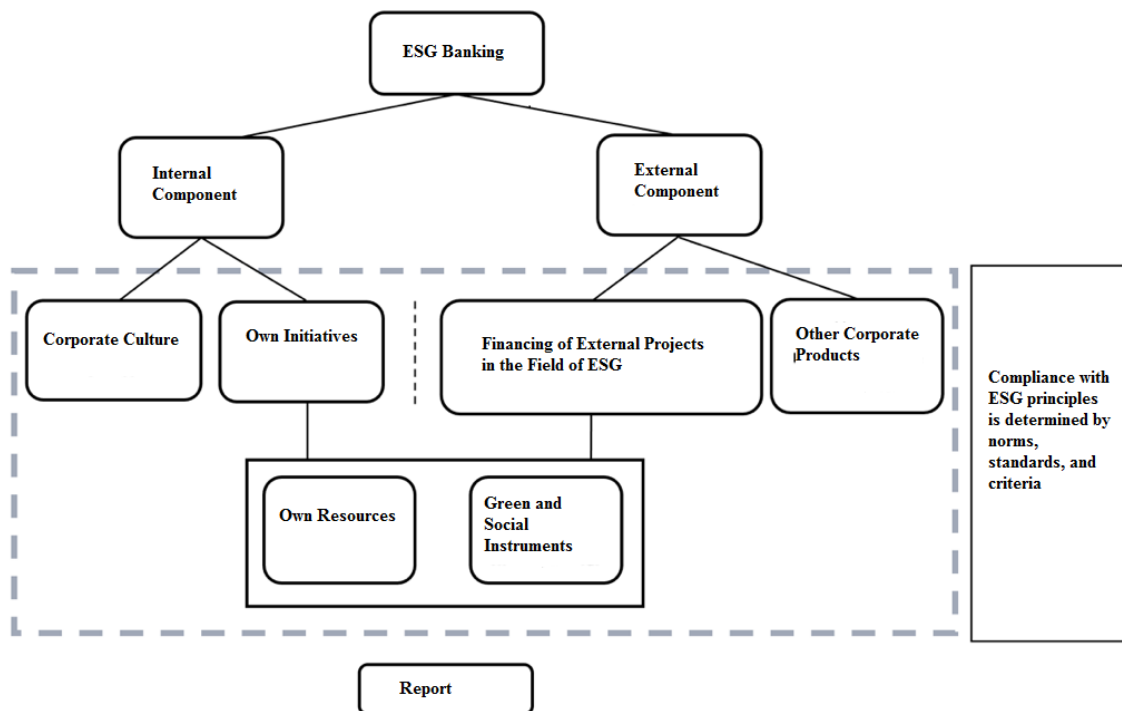 ESG Banking
Internal
Component
External
Component
Corporate Culture
Own Initiatives
Financing of External Projects
in the Field of ESG
Other Corporate
Products
Compliance with
ESG principles
is determined by
norms,
standards, and
criteria
Own Resources
Green and
Social
Instruments
Report